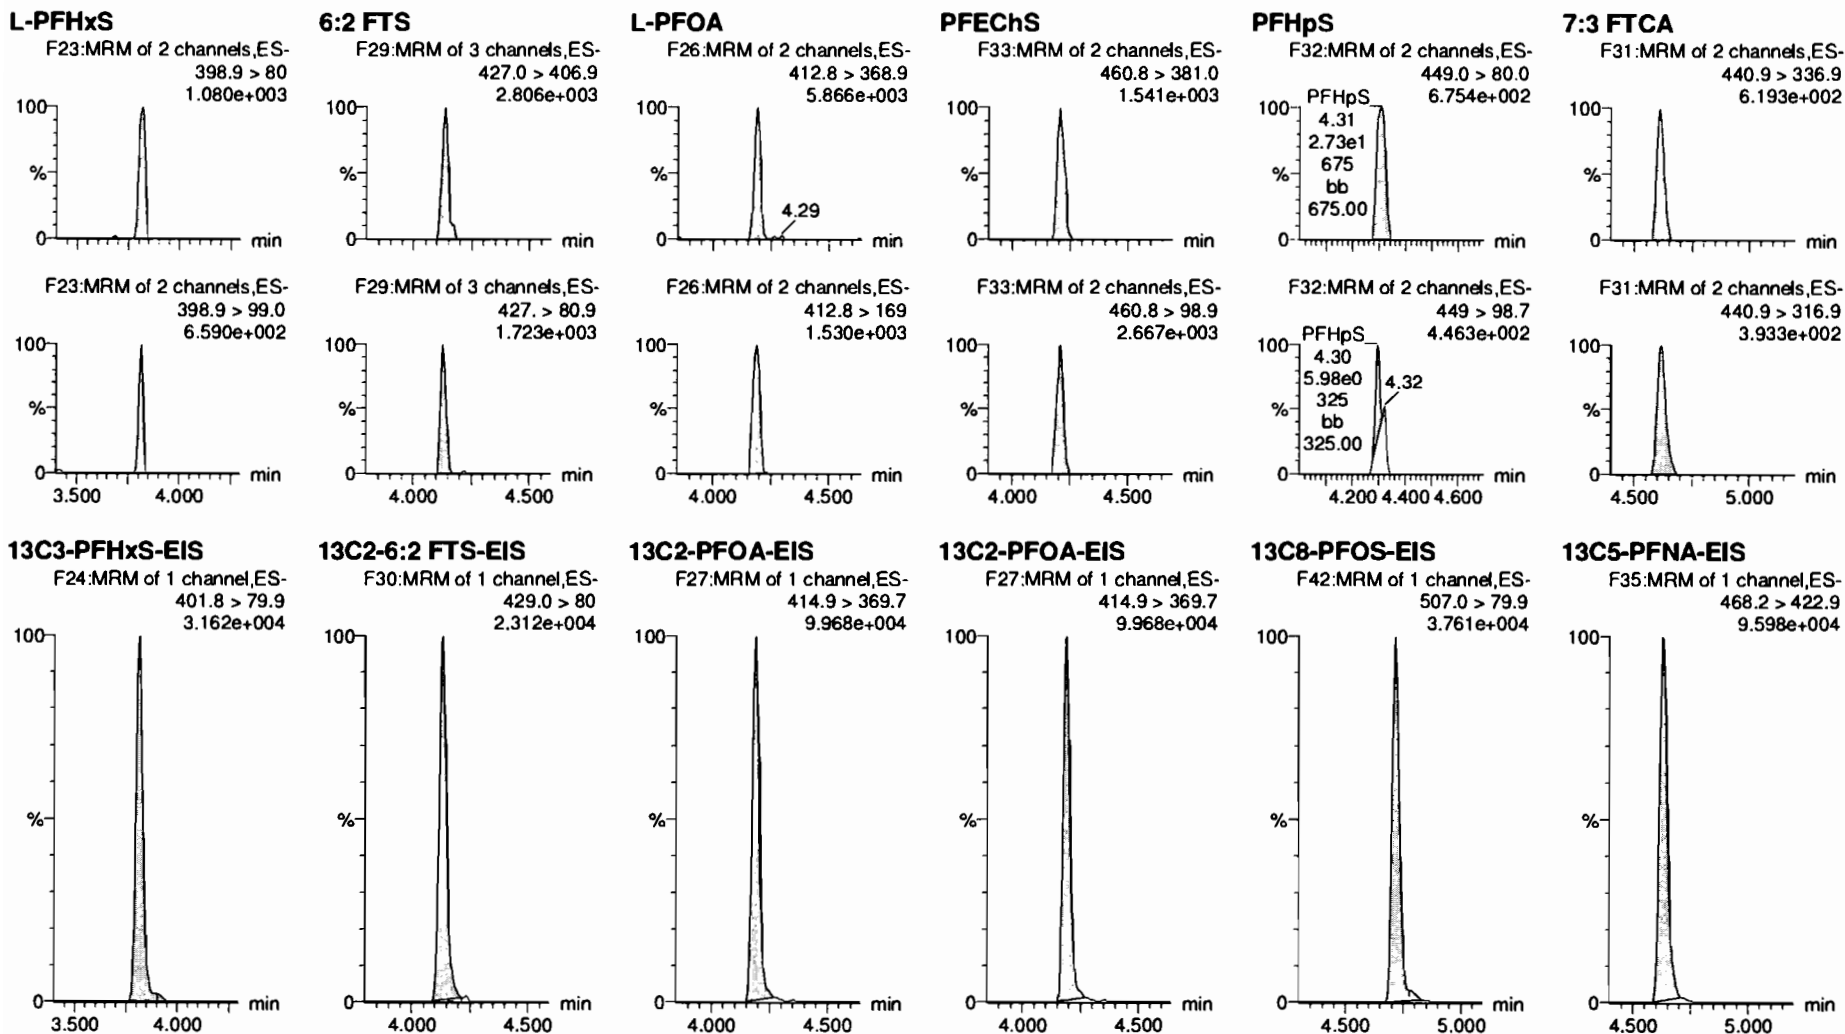 L-PFHxS
F23:MRM of 2 channels,ES-
398.9 > 80
1.080e+003
100
%
0
min
F23:MRM of 2 channels,ES-
398.9 > 99.0
6.590e+002
100
%
0
min
3.500 4.000
6:2 FTS
F29:MRM of 3 channels,ES-
427.0 > 406.9
2.806e+003
100
%
0
min
F29:MRM of 3 channels,ES-
427. > 80.9
1.723e+003
100
%
0
min
4.000 4.500
L-PFOA
F26:MRM of 2 channels,ES-
412.8 > 368.9
5.866e+003
100
%
4.29
0
min
F26:MRM of 2 channels,ES-
412.8 > 169
1.530e+003
100
%
0
min
4.000 4.500
PFEChS
F33:MRM of 2 channels,ES-
460.8 > 381.0
1.541e+003
100
%
0
min
F33:MRM of 2 channels,ES-
460.8 > 98.9
2.667e+003
100
%
0
min
4.000 4.500
PFHpS
F32:MRM of 2 channels,ES-
449.0 > 80.0
6.754e+002
100
PFHpS
4.31
2.73e1
675
bb
675.00
%
0
min
F32:MRM of 2 channels,ES-
449 > 98.7
4.463e+002
100
PFHpS
4.30
5.98e0
325
bb
325.00
4.32
%
0
min
4.200 4.400 4.600
7:3 FTCA
F31:MRM of 2 channels,ES-
440.9 > 336.9
6.193e+002
100
%
0
min
F31:MRM of 2 channels,ES-
440.9 > 316.9
3.933e+002
100
%
0
min
4.500 5.000
13C3-PFHxS-EIS
F24:MRM of 1 channel,ES-
401.8 > 79.9
3.162e+004
100
%
0
min
3.500 4.000
13C2-6:2 FTS-EIS
F30:MRM of 1 channel,ES-
429.0 > 80
2.312e+004
100
%
0
min
4.000 4.500
13C2-PFOA-EIS
F27:MRM of 1 channel,ES-
414.9 > 369.7
9.968e+004
100
%
0
min
4.000 4.500
13C2-PFOA-EIS
F27:MRM of 1 channel,ES-
414.9 > 369.7
9.968e+004
100
%
0
min
4.000 4.500
13C8-PFOS-EIS
F42:MRM of 1 channel,ES-
507.0 > 79.9
3.761e+004
100
%
0
min
4.500 5.000
13C5-PFNA-EIS
F35:MRM of 1 channel,ES-
468.2 > 422.9
9.598e+004
100
%
0
min
4.500 5.000